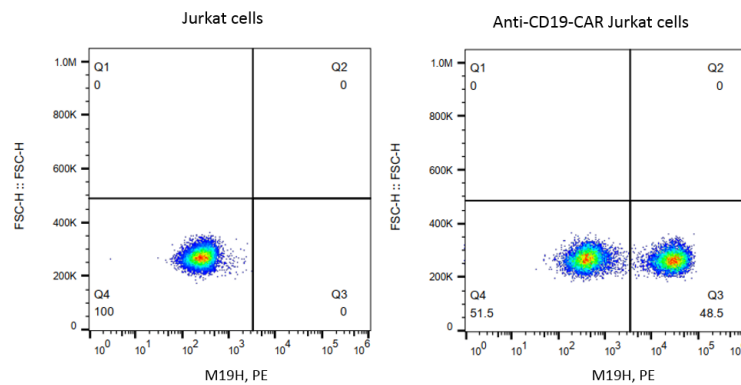 Jurkat cells
Q1
0
Q2
0
1.0M
800K
600K
400K
200K
0
FSC-H :: FSC-H
Q4
100
Q3
0
10^0 10^1 10^2 10^3 10^4 10^5 10^6
M19H, PE
Anti-CD19-CAR Jurkat cells
Q1
0
Q2
0
1.0M
800K
600K
400K
200K
0
FSC-H :: FSC-H
Q4
51.5
Q3
48.5
10^0 10^1 10^2 10^3 10^4 10^5
M19H, PE